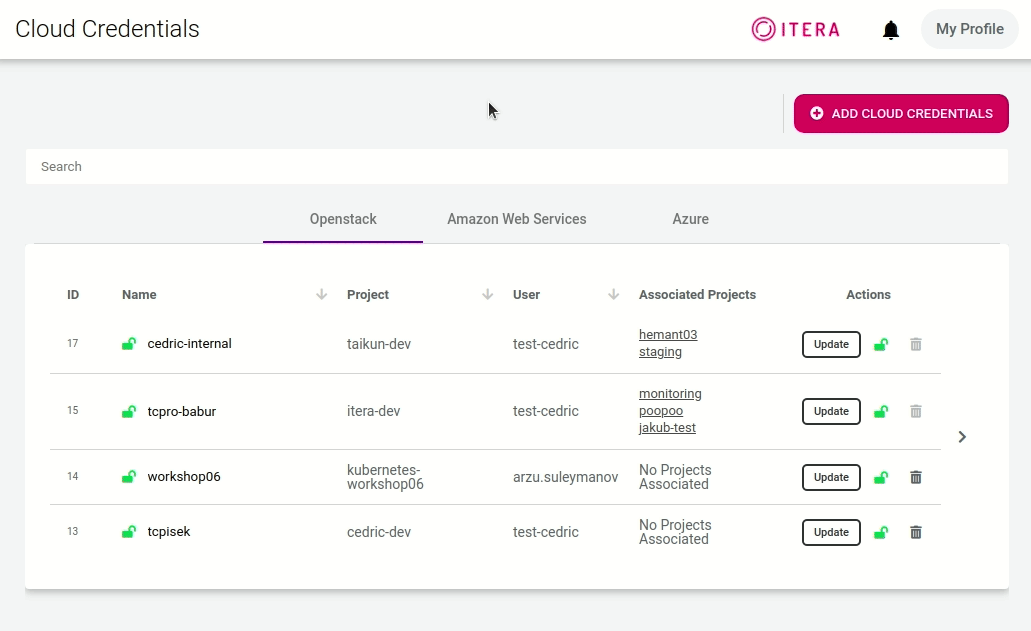 Cloud Credentials
ITERA
My Profile
ADD CLOUD CREDENTIALS
Search
Openstack Amazon Web Services Azure
ID Name Project User Associated Projects Actions
17 cedric-internal taikun-dev test-cedric hemant03 Update
staging
15 tcpro-babur itera-dev test-cedric monitoring Update
poopoo
jakub-test
14 workshop06 kubernetes- arzu.suleymanov No Projects Update
workshop06 Associated
13 tcpisek cedric-dev test-cedric No Projects Update
Associated